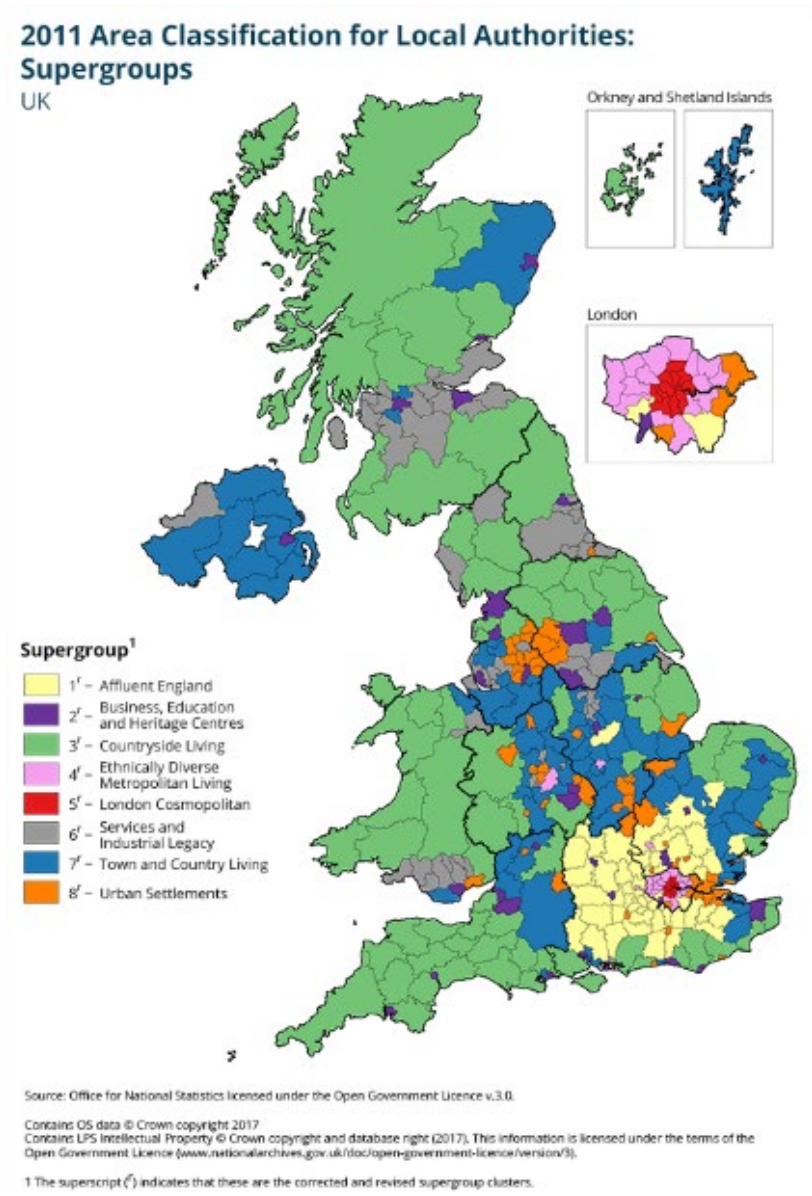 2011 Area Classification for Local Authorities:
Supergroups
UK
Orkney and Shetland Islands
London
Supergroup1
1r – Affluent England
2r – Business, Education
and Heritage Centres
3r – Countryside Living
4r – Ethnically Diverse
Metropolitan Living
5r – London Cosmopolitan
6r – Services and
Industrial Legacy
7r – Town and Country Living
8r – Urban Settlements
Source: Office for National Statistics licensed under the Open Government Licence v.3.0.
Contains OS data © Crown copyright 2017
Contains LPS Intellectual Property © Crown copyright and database right (2017). This information is licensed under the terms of the
Open Government Licence (www.nationalarchives.gov.uk/doc/open-government-licence/version/3).
1 The superscript (r) indicates that these are the corrected and revised supergroup clusters.